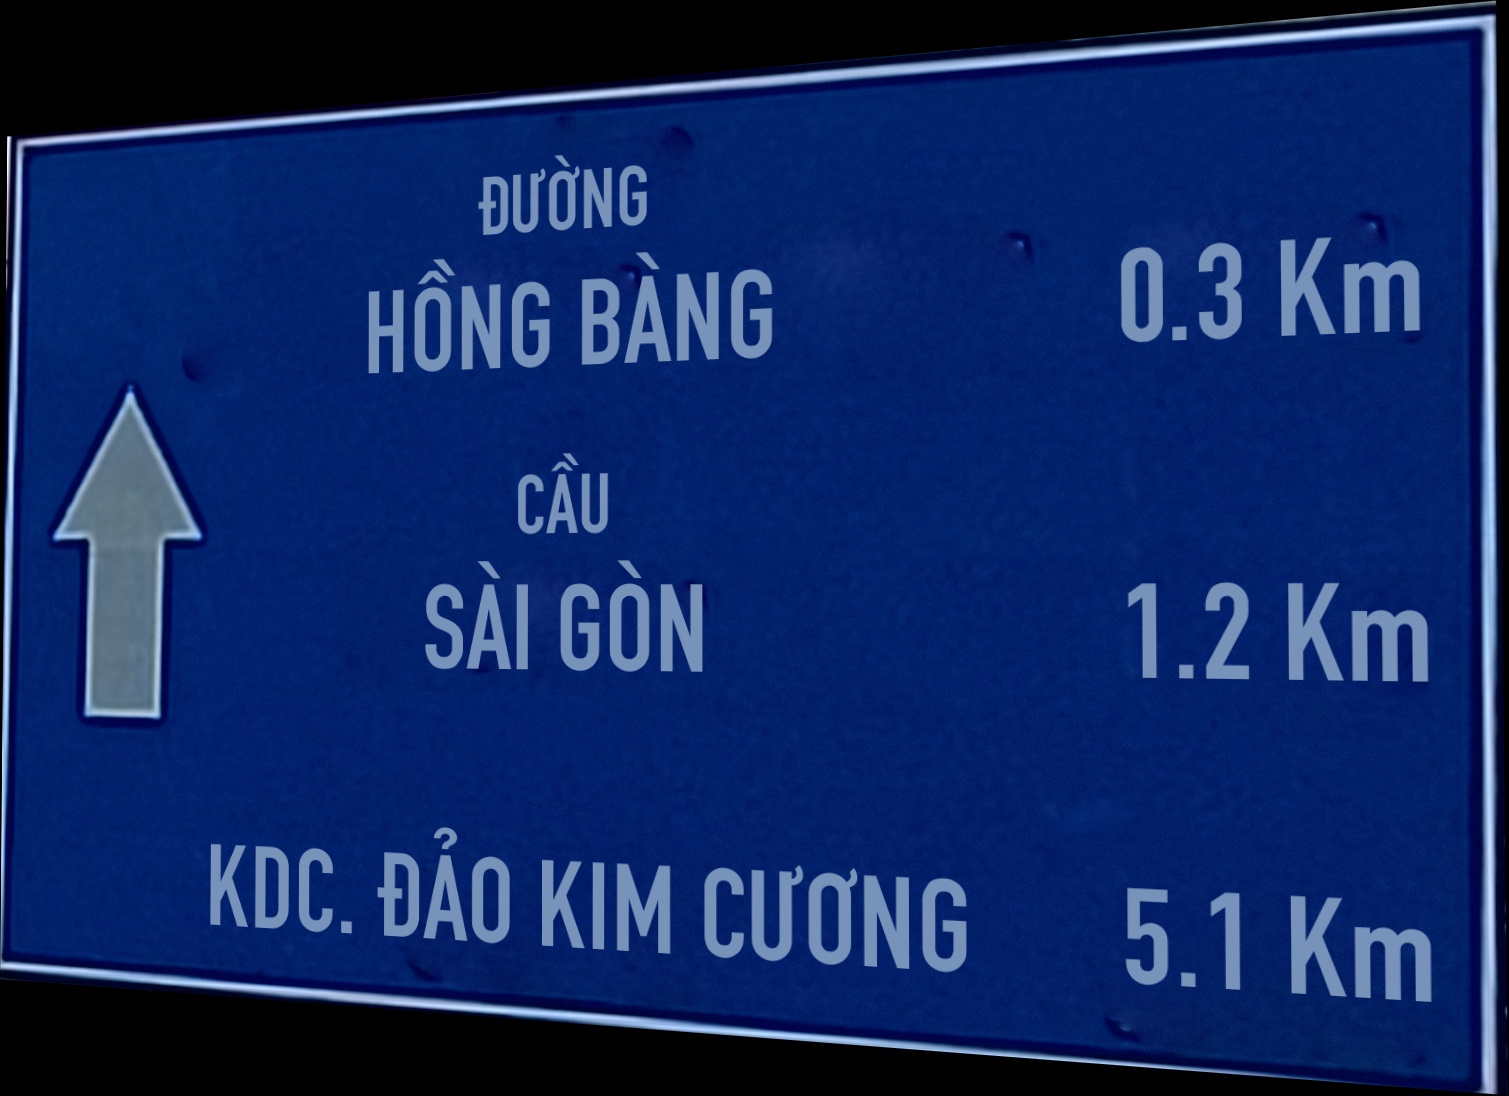 ĐƯỜNG
HỒNG BÀNG 0.3 Km
CẦU
SÀI GÒN 1.2 Km
KDC. ĐẢO KIM CƯƠNG 5.1 Km